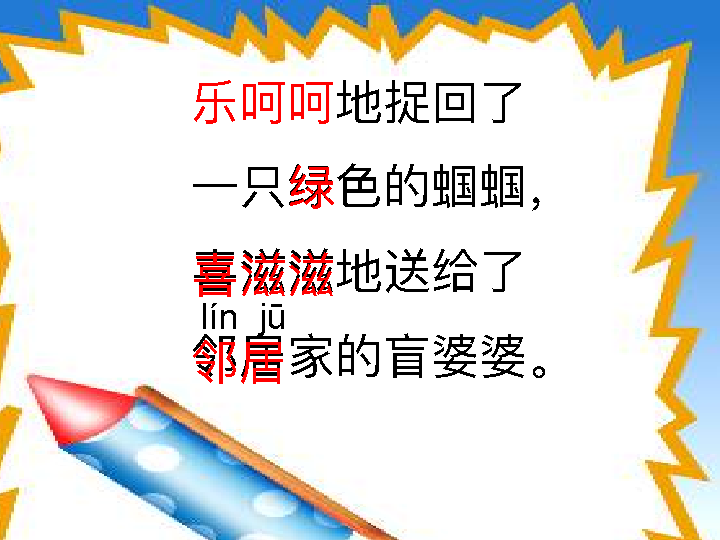 乐呵呵地捉回了
一只绿色的蝈蝈，
喜滋滋地送给了
lín jū
邻居家的盲婆婆。